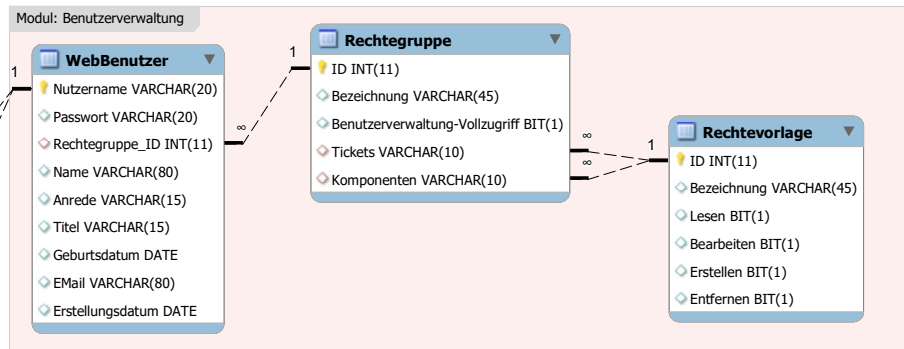 Modul: Benutzerverwaltung
WebBenutzer
Nutzername VARCHAR(20)
Passwort VARCHAR(20)
Rechtegruppe_ID INT(11)
Name VARCHAR(80)
Anrede VARCHAR(15)
Titel VARCHAR(15)
Geburtsdatum DATE
EMail VARCHAR(80)
Erstellungsdatum DATE
1
∞
1
Rechtegruppe
ID INT(11)
Bezeichnung VARCHAR(45)
Benutzerverwaltung-Vollzugriff BIT(1)
Tickets VARCHAR(10)
Komponenten VARCHAR(10)
∞
∞
1
Rechtevorlage
ID INT(11)
Bezeichnung VARCHAR(45)
Lesen BIT(1)
Bearbeiten BIT(1)
Erstellen BIT(1)
Entfernen BIT(1)